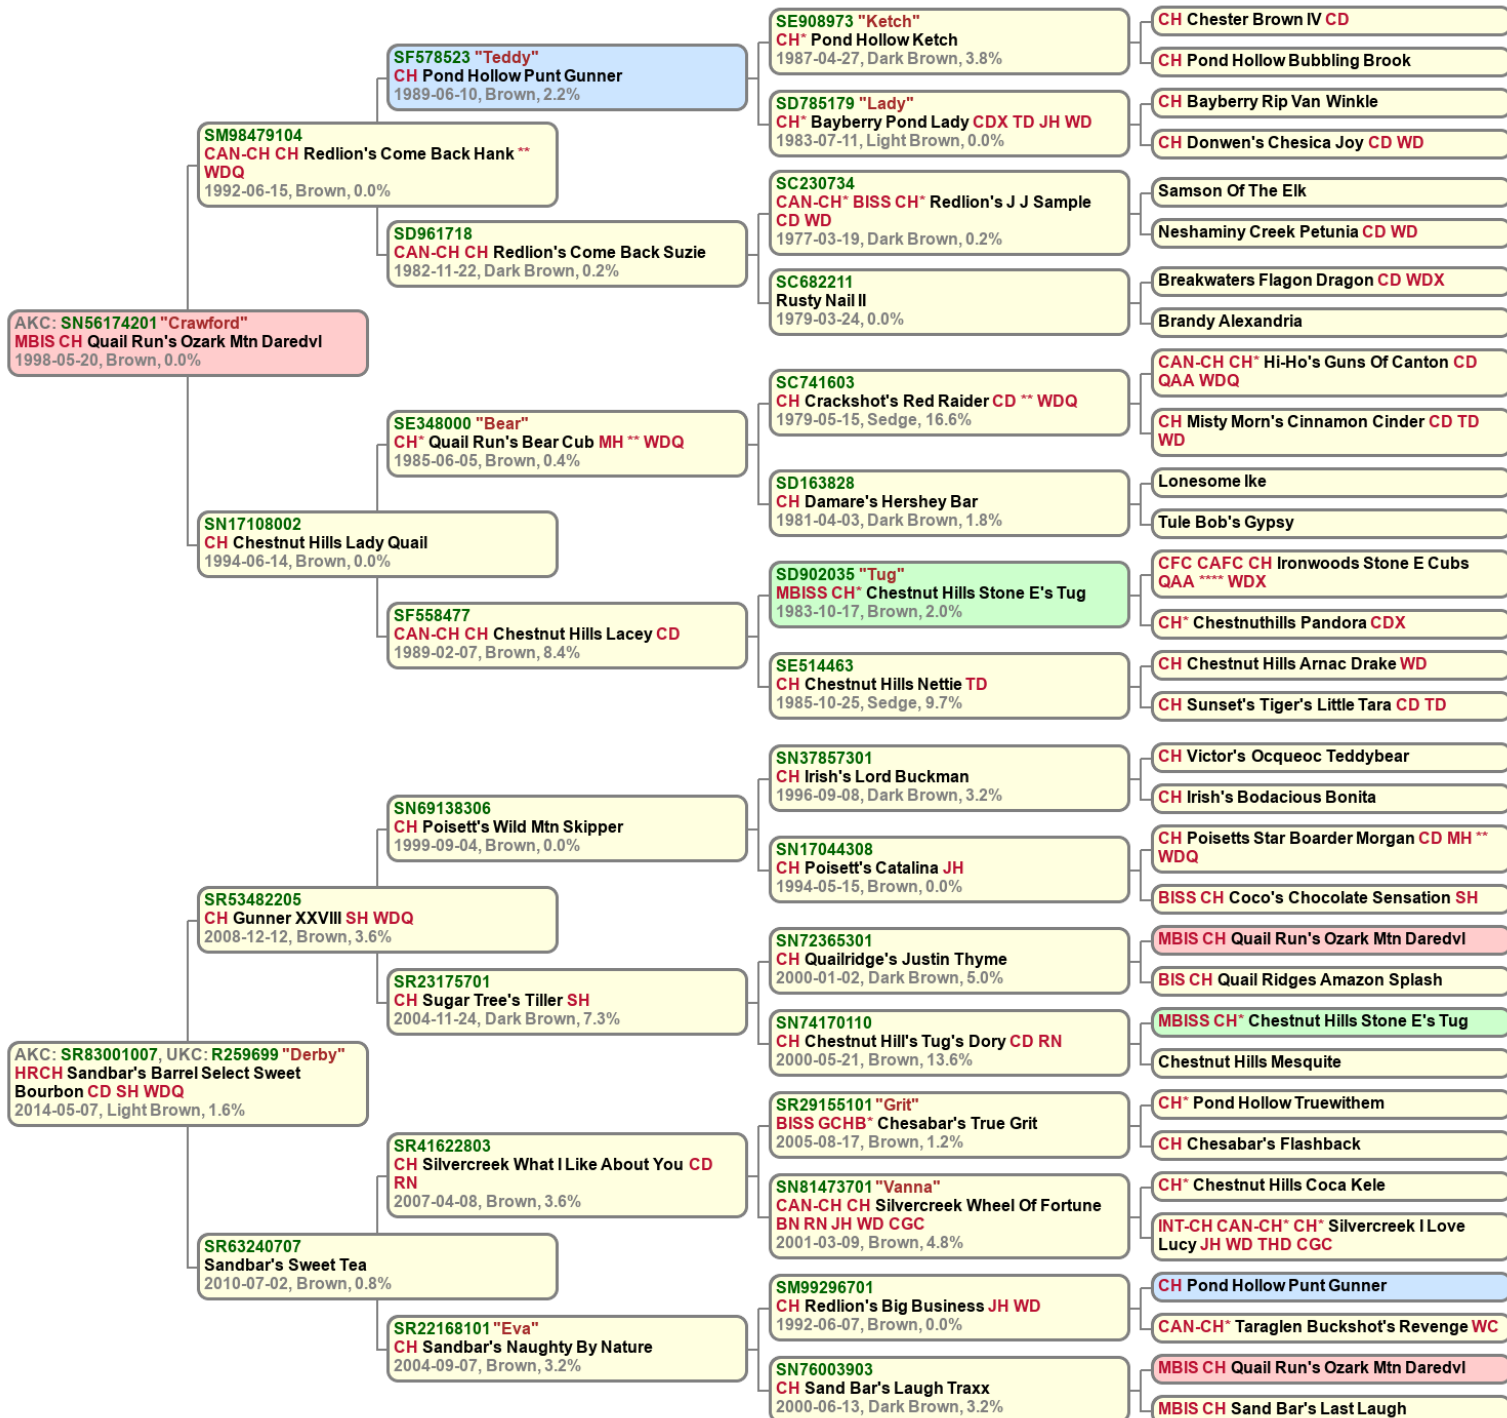 AKC: SN56174201 "Crawford"
MBIS CH Quail Run's Ozark Mtn Daredvl
1998-05-20, Brown, 0.0%
SM98479104
CAN-CH CH Redlion's Come Back Hank **
WDQ
1992-06-15, Brown, 0.0%
SN17108002
CH Chestnut Hills Lady Quail
1994-06-14, Brown, 0.0%
SF578523 "Teddy"
CH Pond Hollow Punt Gunner
1989-06-10, Brown, 2.2%
SD961718
CAN-CH CH Redlion's Come Back Suzie
1982-11-22, Dark Brown, 0.2%
SE348000 "Bear"
CH* Quail Run's Bear Cub MH ** WDQ
1985-06-05, Brown, 0.4%
SF558477
CAN-CH CH Chestnut Hills Lacey CD
1989-02-07, Brown, 8.4%
SE908973 "Ketch"
CH* Pond Hollow Ketch
1987-04-27, Dark Brown, 3.8%
SD785179 "Lady"
CH* Bayberry Pond Lady CDX TD JH WD
1983-07-11, Light Brown, 0.0%
SC230734
CAN-CH* BISS CH* Redlion's J J Sample
CD WD
1977-03-19, Dark Brown, 0.2%
SC682211
Rusty Nail II
1979-03-24, 0.0%
SC741603
CH Crackshot's Red Raider CD ** WDQ
1979-05-15, Sedge, 16.6%
SD163828
CH Damare's Hershey Bar
1981-04-03, Dark Brown, 1.8%
SD902035 "Tug"
MBISS CH* Chestnut Hills Stone E's Tug
1983-10-17, Brown, 2.0%
SE514463
CH Chestnut Hills Nettie TD
1985-10-25, Sedge, 9.7%
CH Chester Brown IV CD
CH Pond Hollow Bubbling Brook
CH Bayberry Rip Van Winkle
CH Donwen's Chesica Joy CD WD
Samson Of The Elk
Neshaminy Creek Petunia CD WD
Breakwaters Flagon Dragon CD WDX
Brandy Alexandria
CAN-CH CH* Hi-Ho's Guns Of Canton CD
QAA WDQ
CH Misty Morn's Cinnamon Cinder CD TD
WD
Lonesome Ike
Tule Bob's Gypsy
CFC CAFC CH Ironwoods Stone E Cubs
QAA **** WDX
CH* Chestnuthills Pandora CDX
CH Chestnut Hills Arnac Drake WD
CH Sunset's Tiger's Little Tara CD TD
AKC: SR83001007, UKC: R259699 "Derby"
HRCH Sandbar's Barrel Select Sweet
Bourbon CD SH WDQ
2014-05-07, Light Brown, 1.6%
SR53482205
CH Gunner XXVIII SH WDQ
2008-12-12, Brown, 3.6%
SR63240707
Sandbar's Sweet Tea
2010-07-02, Brown, 0.8%
SN69138306
CH Poisett's Wild Mtn Skipper
1999-09-04, Brown, 0.0%
SR23175701
CH Sugar Tree's Tiller SH
2004-11-24, Dark Brown, 7.3%
SR41622803
CH Silvercreek What I Like About You CD
RN
2007-04-08, Brown, 3.6%
SR22168101 "Eva"
CH Sandbar's Naughty By Nature
2004-09-07, Brown, 3.2%
SN37857301
CH Irish's Lord Buckman
1996-09-08, Dark Brown, 3.2%
SN17044308
CH Poisett's Catalina JH
1994-05-15, Brown, 0.0%
SN72365301
CH Quailridge's Justin Thyme
2000-01-02, Dark Brown, 5.0%
SN74170110
CH Chestnut Hill's Tug's Dory CD RN
2000-05-21, Brown, 13.6%
SR29155101 "Grit"
BISS GCHB* Chesabar's True Grit
2005-08-17, Brown, 1.2%
SN81473701 "Vanna"
CAN-CH CH Silvercreek Wheel Of Fortune
BN RN JH WD CGC
2001-03-09, Brown, 4.8%
SM99296701
CH Redlion's Big Business JH WD
1992-06-07, Brown, 0.0%
SN76003903
CH Sand Bar's Laugh Traxx
2000-06-13, Dark Brown, 3.2%
CH Victor's Ocqueoc Teddybear
CH Irish's Bodacious Bonita
CH Poisetts Star Boarder Morgan CD MH **
WDQ
BISS CH Coco's Chocolate Sensation SH
MBIS CH Quail Run's Ozark Mtn Daredvl
BIS CH Quail Ridges Amazon Splash
MBISS CH* Chestnut Hills Stone E's Tug
Chestnut Hills Mesquite
CH* Pond Hollow Truewithem
CH Chesabar's Flashback
CH* Chestnut Hills Coca Kele
INT-CH CAN-CH* CH* Silvercreek I Love
Lucy JH WD THD CGC
CH Pond Hollow Punt Gunner
CAN-CH* Taraglen Buckshot's Revenge WC
MBIS CH Quail Run's Ozark Mtn Daredvl
MBIS CH Sand Bar's Last Laugh